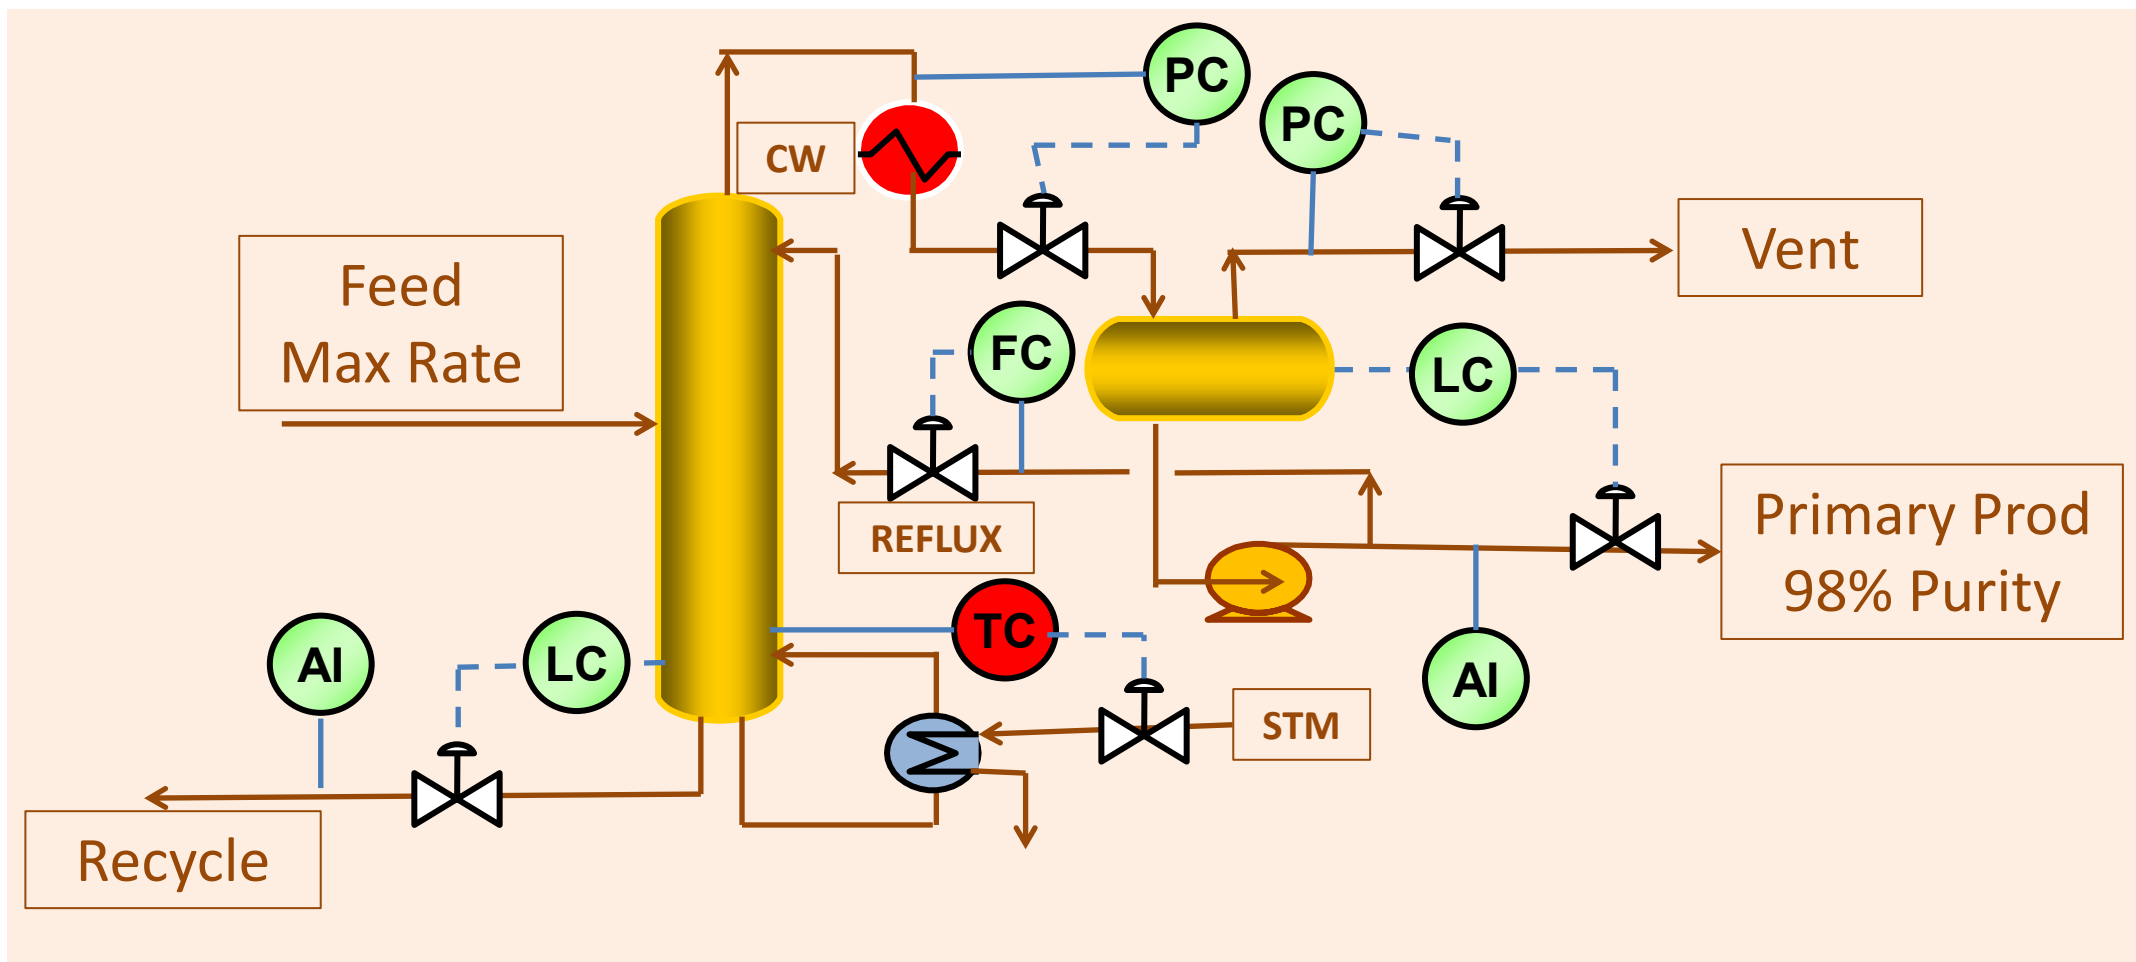 PC
PC
CW
Feed
Max Rate
Vent
FC
LC
REFLUX
Primary Prod
98% Purity
TC
AI
LC
AI
STM
Recycle